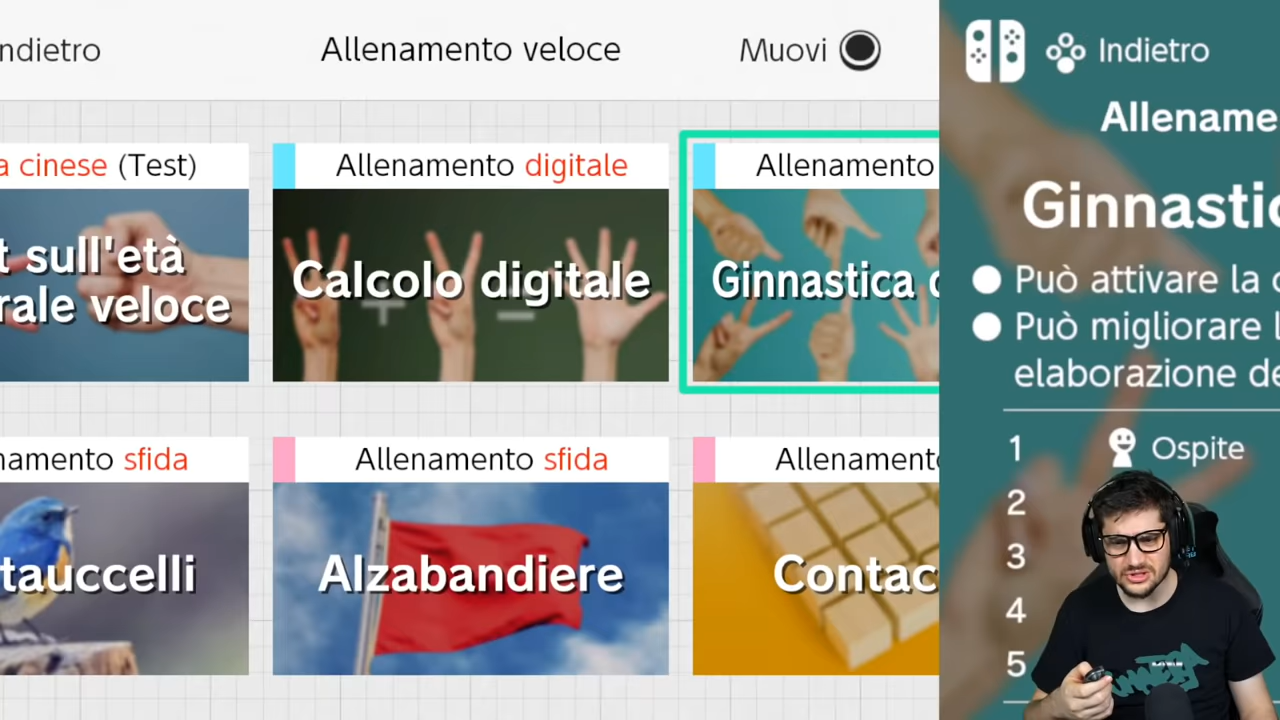 ndietro
Allenamento veloce
Muovi
Indietro
Allename
a cinese (Test)
t sull'età
rale veloce
Allenamento digitale
Calcolo digitale
Allenamento
Ginnastica
Ginnastic
Può attivare la
Può migliorare
elaborazione de
1 Ospite
2
3
4
5
namento sfida
tauccelli
Allenamento sfida
Alzabandiere
Allenament
Contac